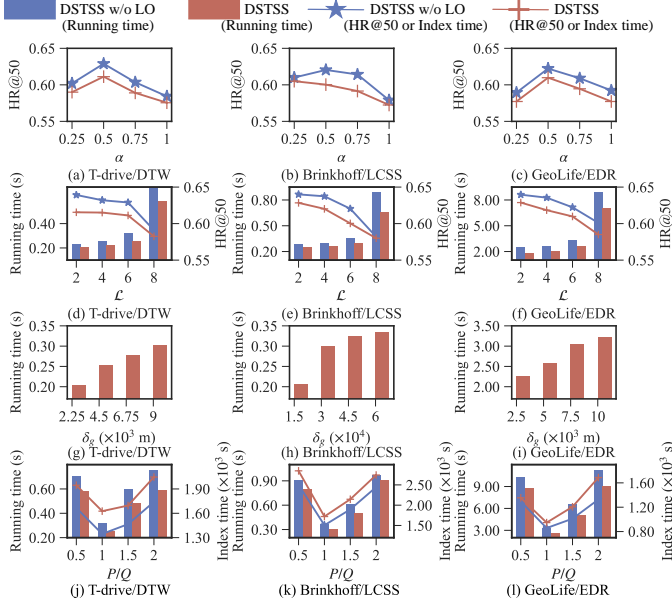 DSTSS w/o LO (Running time) DSTSS (Running time) DSTSS w/o LO (HR@50 or Index time) DSTSS (HR@50 or Index time)
HR@50 0.65 0.60 0.55 0.25 0.5 0.75 1 α
HR@50 0.65 0.60 0.55 0.25 0.5 0.75 1 α
HR@50 0.65 0.60 0.55 0.25 0.5 0.75 1 α
(a) T-drive/DTW (b) Brinkhoff/LCSS (c) GeoLife/EDR
Running time (s) 0.40 0.20 2 4 6 8 ℒ 0.65 0.60 0.55 HR@50
Running time (s) 0.80 0.50 0.20 2 4 6 8 ℒ 0.65 0.60 0.55 HR@50
Running time (s) 8.00 5.00 2.00 2 4 6 8 ℒ 0.65 0.60 0.55 HR@50
(d) T-drive/DTW (e) Brinkhoff/LCSS (f) GeoLife/EDR
Running time (s) 0.35 0.30 0.25 0.20 2.25 4.5 6.75 9 δg (×10³ m)
Running time (s) 0.35 0.30 0.25 0.20 1.5 3 4.5 6 δg (×10⁴)
Running time (s) 3.50 3.00 2.50 2.00 2.5 5 7.5 10 δg (×10³ m)
(g) T-drive/DTW (h) Brinkhoff/LCSS (i) GeoLife/EDR
Running time (s) 0.60 0.40 0.20 0.5 1 1.5 2 P/Q 1.90 1.60 1.30 Index time (×10³ s)
Running time (s) 0.90 0.60 0.30 0.5 1 1.5 2 P/Q 2.50 2.00 1.50 Index time (×10³ s)
Running time (s) 9.00 6.00 3.00 0.5 1 1.5 2 P/Q 1.60 1.20 0.80 Index time (×10³ s)
(j) T-drive/DTW (k) Brinkhoff/LCSS (l) GeoLife/EDR